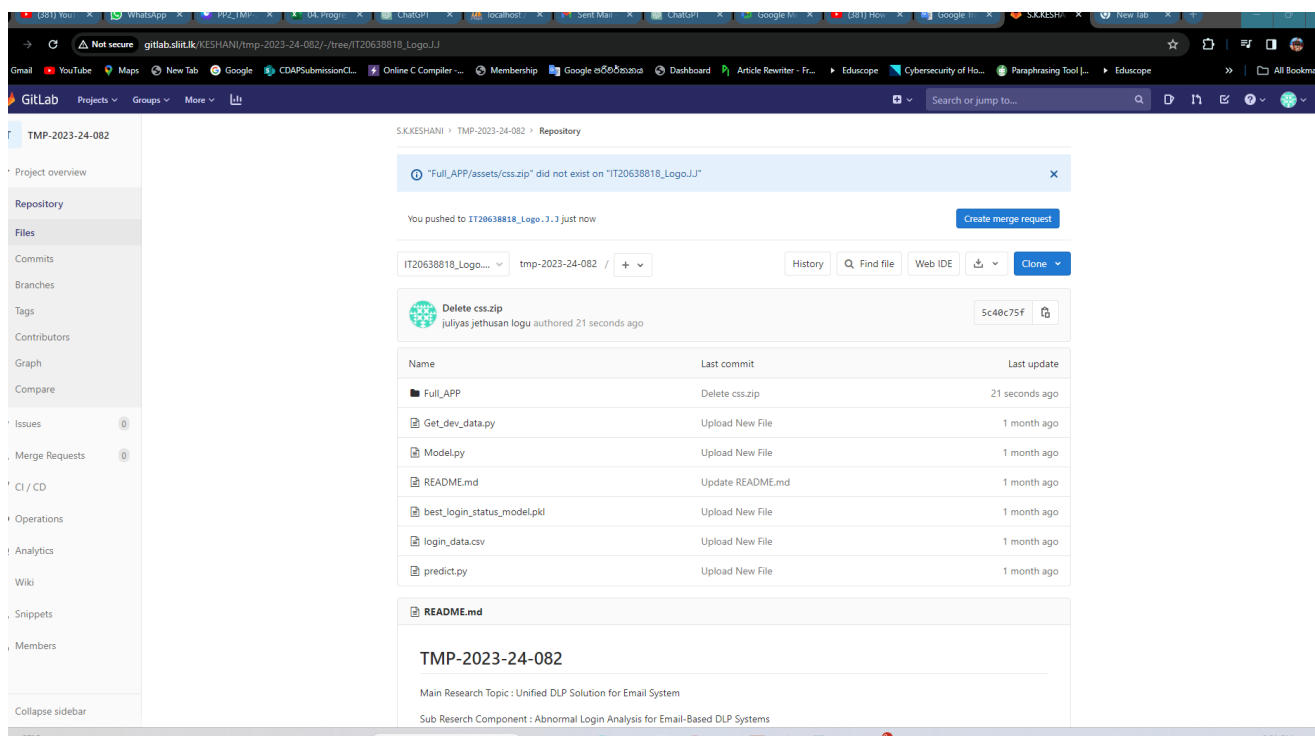 (381) You
WhatsApp
PP2_TMP-
04. Progre
ChatGPT
localhost /
Sent Mail
ChatGPT
Google M
(381) How
Google
S.K.KESHA
New Tab
Not secure gitlab.sliit.lk/KESHANI/tmp-2023-24-082/-/tree/IT20638818_Logo.J.J
Gmail YouTube Maps New Tab Google CDAPSubmissionCl... Online C Compiler -... Membership Dashboard Article Rewriter - Fr... Eduscope Cybersecurity of Ho... Paraphrasing Tool |... Eduscope » All Bookma
GitLab Projects Groups More Search or jump to...
T TMP-2023-24-082
S.K.KESHANI > TMP-2023-24-082 > Repository
Project overview
Repository
Files
Commits
Branches
Tags
Contributors
Graph
Compare
Issues 0
Merge Requests 0
CI / CD
Operations
Analytics
Wiki
Snippets
Members
Collapse sidebar
"Full_APP/assets/css.zip" did not exist on "IT20638818_Logo.J.J"
You pushed to IT20638818_Logo.J.J just now Create merge request
IT20638818_Logo.... tmp-2023-24-082 / + History Find file Web IDE Clone
Delete css.zip
juliyas jethusan logu authored 21 seconds ago 5c40c75f
Name Last commit Last update
Full_APP Delete css.zip 21 seconds ago
Get_dev_data.py Upload New File 1 month ago
Model.py Upload New File 1 month ago
README.md Update README.md 1 month ago
best_login_status_model.pkl Upload New File 1 month ago
login_data.csv Upload New File 1 month ago
predict.py Upload New File 1 month ago
README.md
TMP-2023-24-082
Main Research Topic : Unified DLP Solution for Email System
Sub Reserch Component : Abnormal Login Analysis for Email-Based DLP Systems